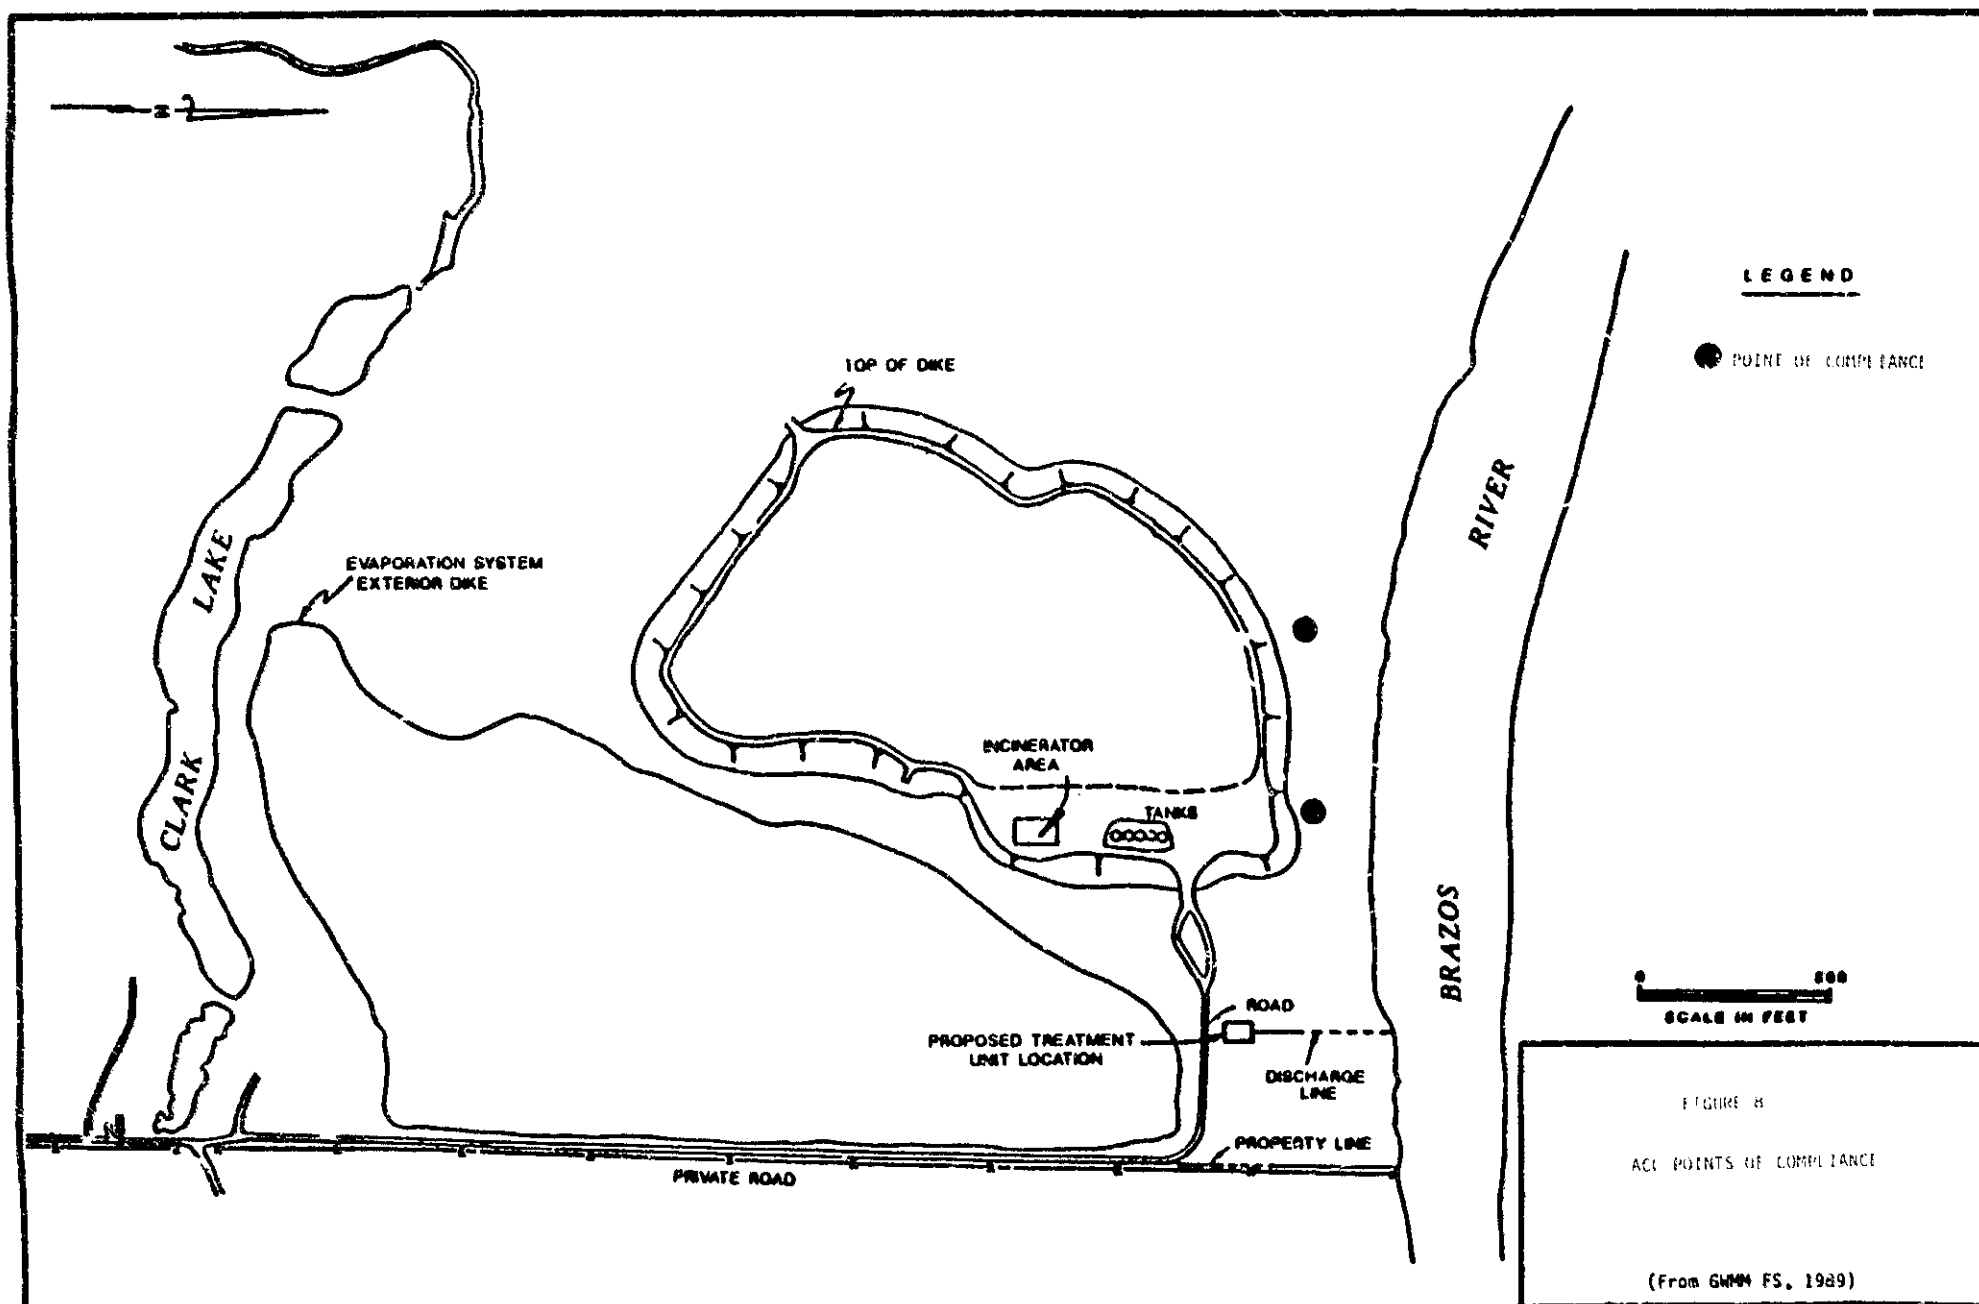 LEGEND
POINT OF COMPLIANCE
TOP OF DIKE
RIVER
LAKE
EVAPORATION SYSTEM
EXTERIOR DIKE
CLARK
INCINERATOR
AREA
TANKS
BRAZOS
0 500
SCALE IN FEET
ROAD
PROPOSED TREATMENT
UNIT LOCATION
DISCHARGE
LINE
PROPERTY LINE
PRIVATE ROAD
FIGURE 8
ACL POINTS OF COMPLIANCE
(From GWMM FS, 1989)